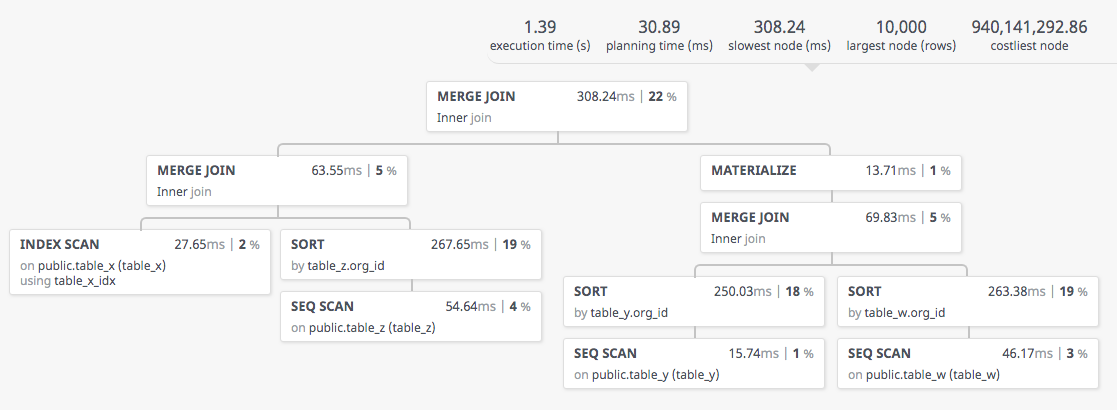 1.39 30.89 308.24 10,000 940,141,292.86
execution time (s) planning time (ms) slowest node (ms) largest node (rows) costliest node
MERGE JOIN 308.24ms | 22 %
Inner join
MERGE JOIN 63.55ms | 5 %
Inner join
MATERIALIZE 13.71ms | 1 %
MERGE JOIN 69.83ms | 5 %
Inner join
INDEX SCAN 27.65ms | 2 %
on public.table_x (table_x)
using table_x_idx
SORT 267.65ms | 19 %
by table_z.org_id
SEQ SCAN 54.64ms | 4 %
on public.table_z (table_z)
SORT 250.03ms | 18 %
by table_y.org_id
SORT 263.38ms | 19 %
by table_w.org_id
SEQ SCAN 15.74ms | 1 %
on public.table_y (table_y)
SEQ SCAN 46.17ms | 3 %
on public.table_w (table_w)